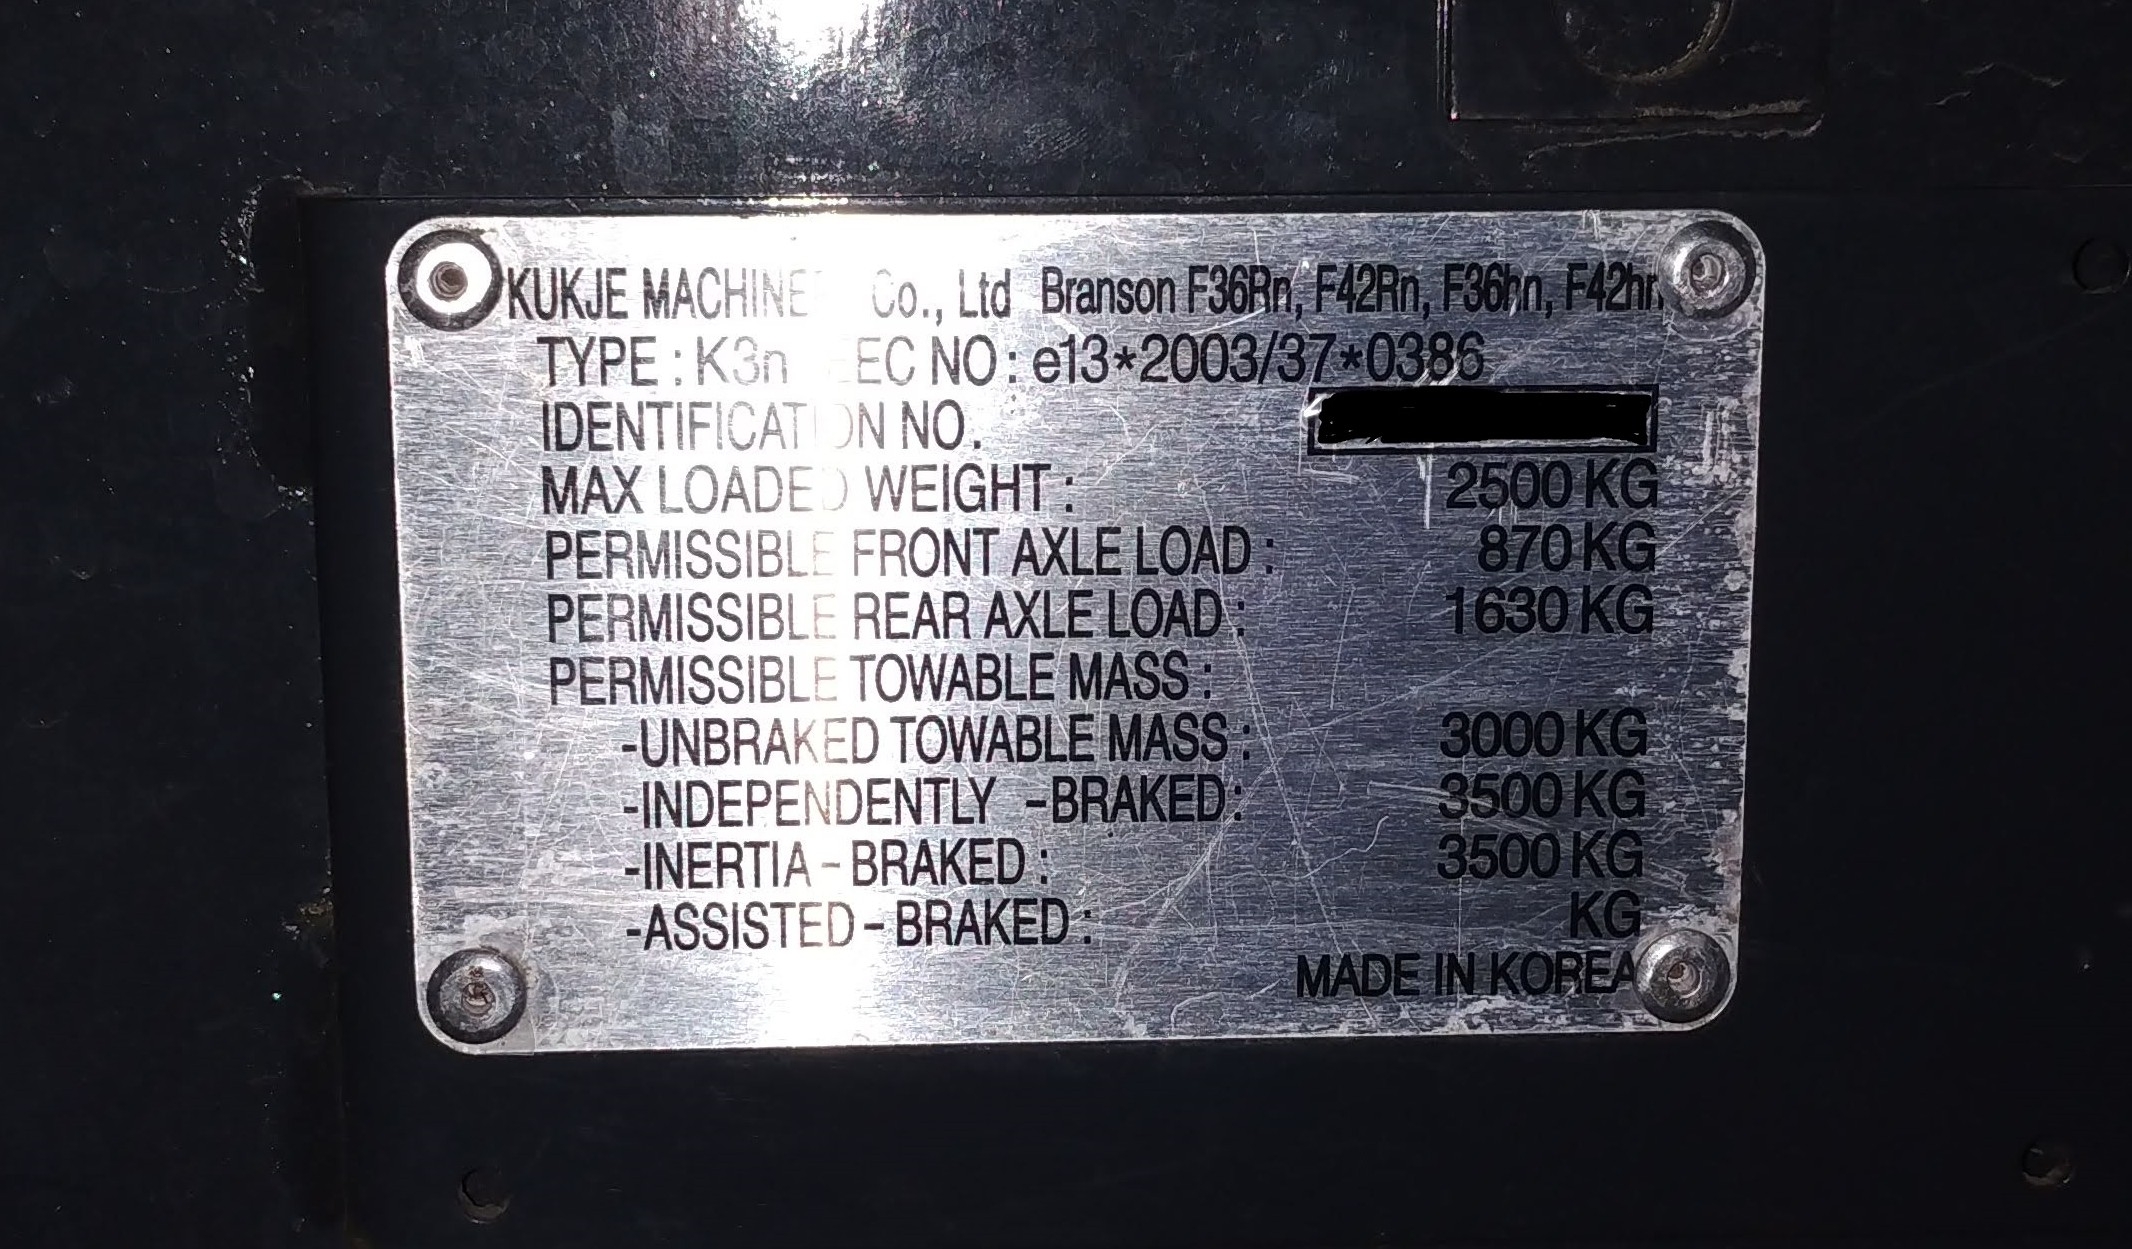 KUKJE MACHINE Co., Ltd Branson F36Rn, F42Rn, F36hn, F42hn
TYPE : K3n EEC NO : e13*2003/37*0386
IDENTIFICATION NO.
MAX LOADED WEIGHT : 2500 KG
PERMISSIBLE FRONT AXLE LOAD : 870 KG
PERMISSIBLE REAR AXLE LOAD : 1630 KG
PERMISSIBLE TOWABLE MASS :
-UNBRAKED TOWABLE MASS : 3000 KG
-INDEPENDENTLY -BRAKED: 3500 KG
-INERTIA-BRAKED : 3500 KG
-ASSISTED-BRAKED : KG
MADE IN KOREA